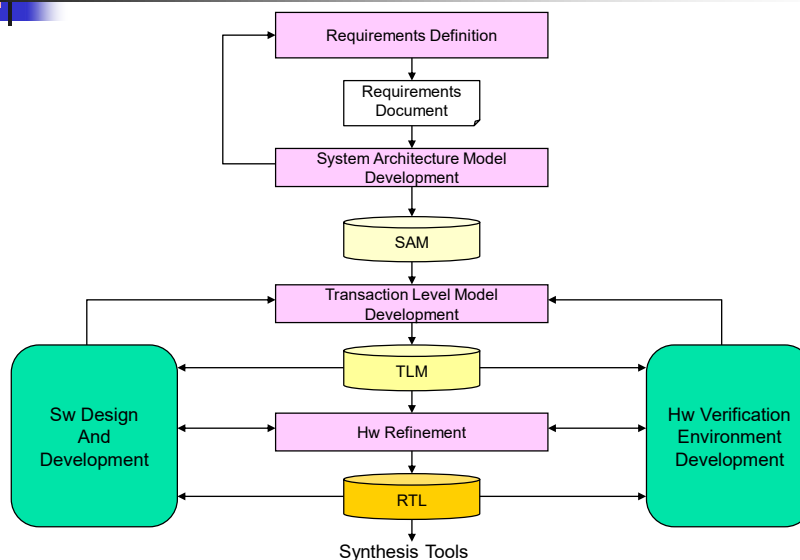 Requirements Definition
Requirements
Document
System Architecture Model
Development
SAM
Transaction Level Model
Development
TLM
Sw Design
And
Development
Hw Refinement
Hw Verification
Environment
Development
RTL
Synthesis Tools